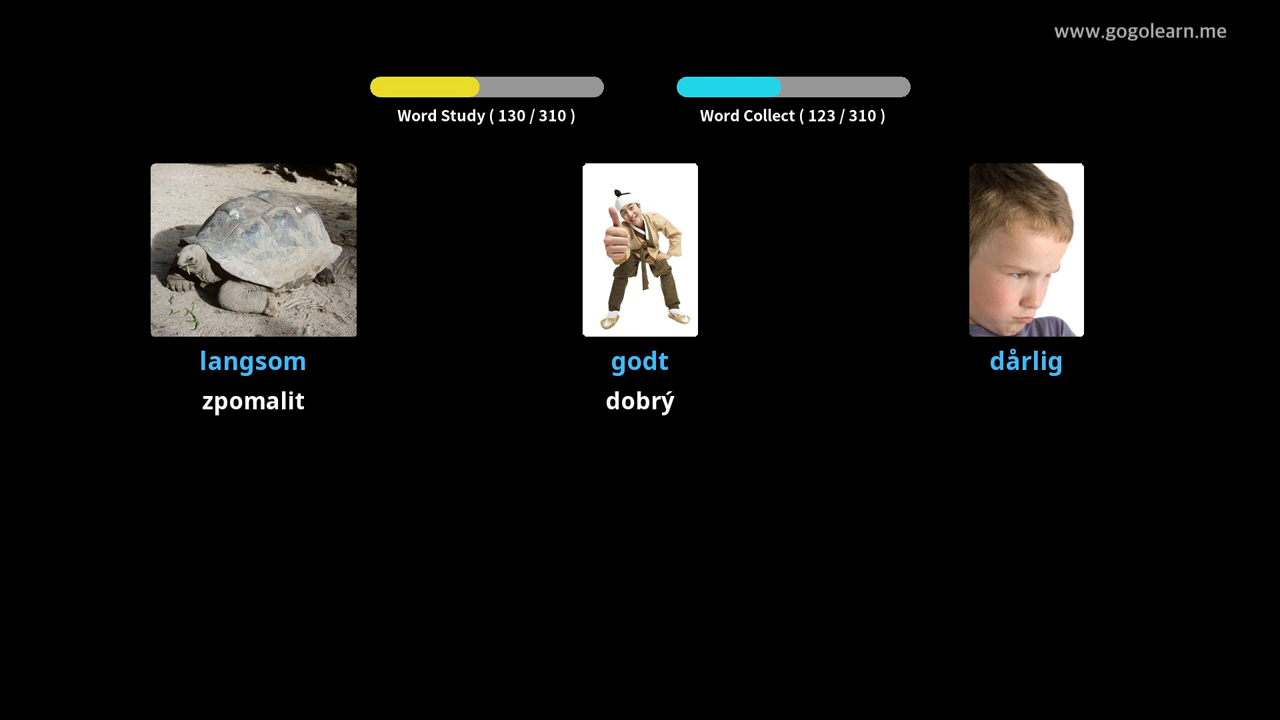 www.gogolearn.me
Word Study ( 130 / 310 )
Word Collect ( 123 / 310 )
langsom
godt
dårlig
zpomalit
dobrý